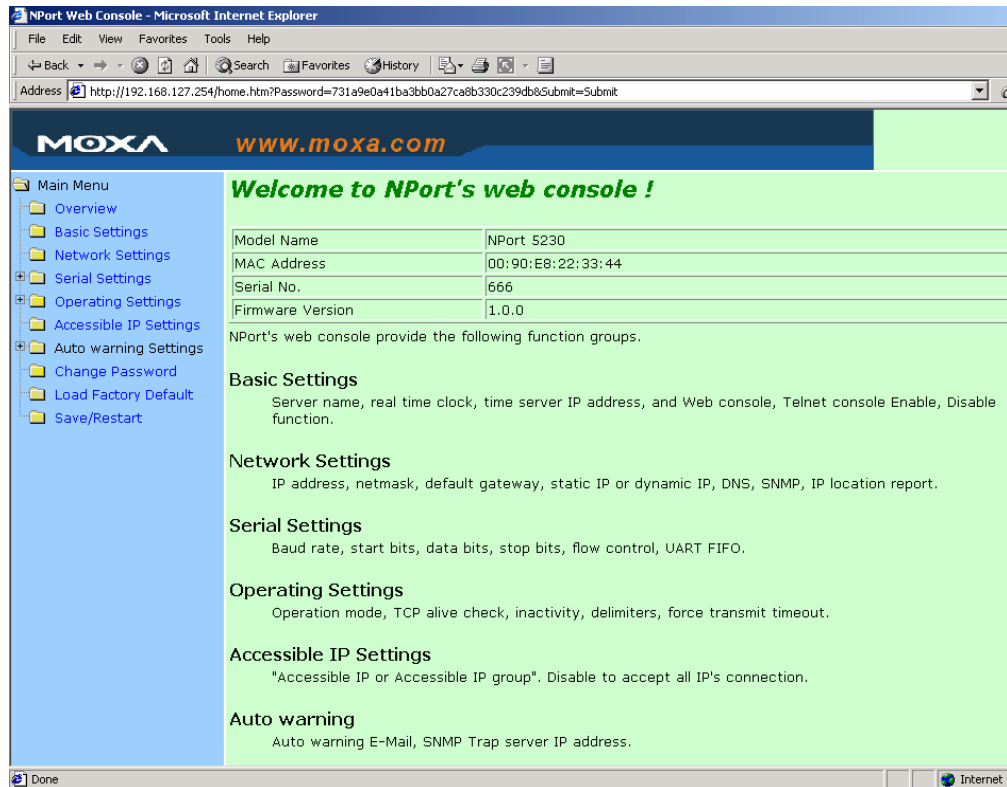 NPort Web Console - Microsoft Internet Explorer
File Edit View Favorites Tools Help
Back Search Favorites History
Address http://192.168.127.254/home.htm?Password=731a9e0a41ba3bb0a27ca8b330c239db&Submit=Submit
MOXA www.moxa.com
Main Menu
Overview
Basic Settings
Network Settings
Serial Settings
Operating Settings
Accessible IP Settings
Auto warning Settings
Change Password
Load Factory Default
Save/Restart
Welcome to NPort's web console !
Model Name NPort 5230
MAC Address 00:90:E8:22:33:44
Serial No. 666
Firmware Version 1.0.0
NPort's web console provide the following function groups.
Basic Settings
Server name, real time clock, time server IP address, and Web console, Telnet console Enable, Disable
function.
Network Settings
IP address, netmask, default gateway, static IP or dynamic IP, DNS, SNMP, IP location report.
Serial Settings
Baud rate, start bits, data bits, stop bits, flow control, UART FIFO.
Operating Settings
Operation mode, TCP alive check, inactivity, delimiters, force transmit timeout.
Accessible IP Settings
"Accessible IP or Accessible IP group". Disable to accept all IP's connection.
Auto warning
Auto warning E-Mail, SNMP Trap server IP address.
Done Internet